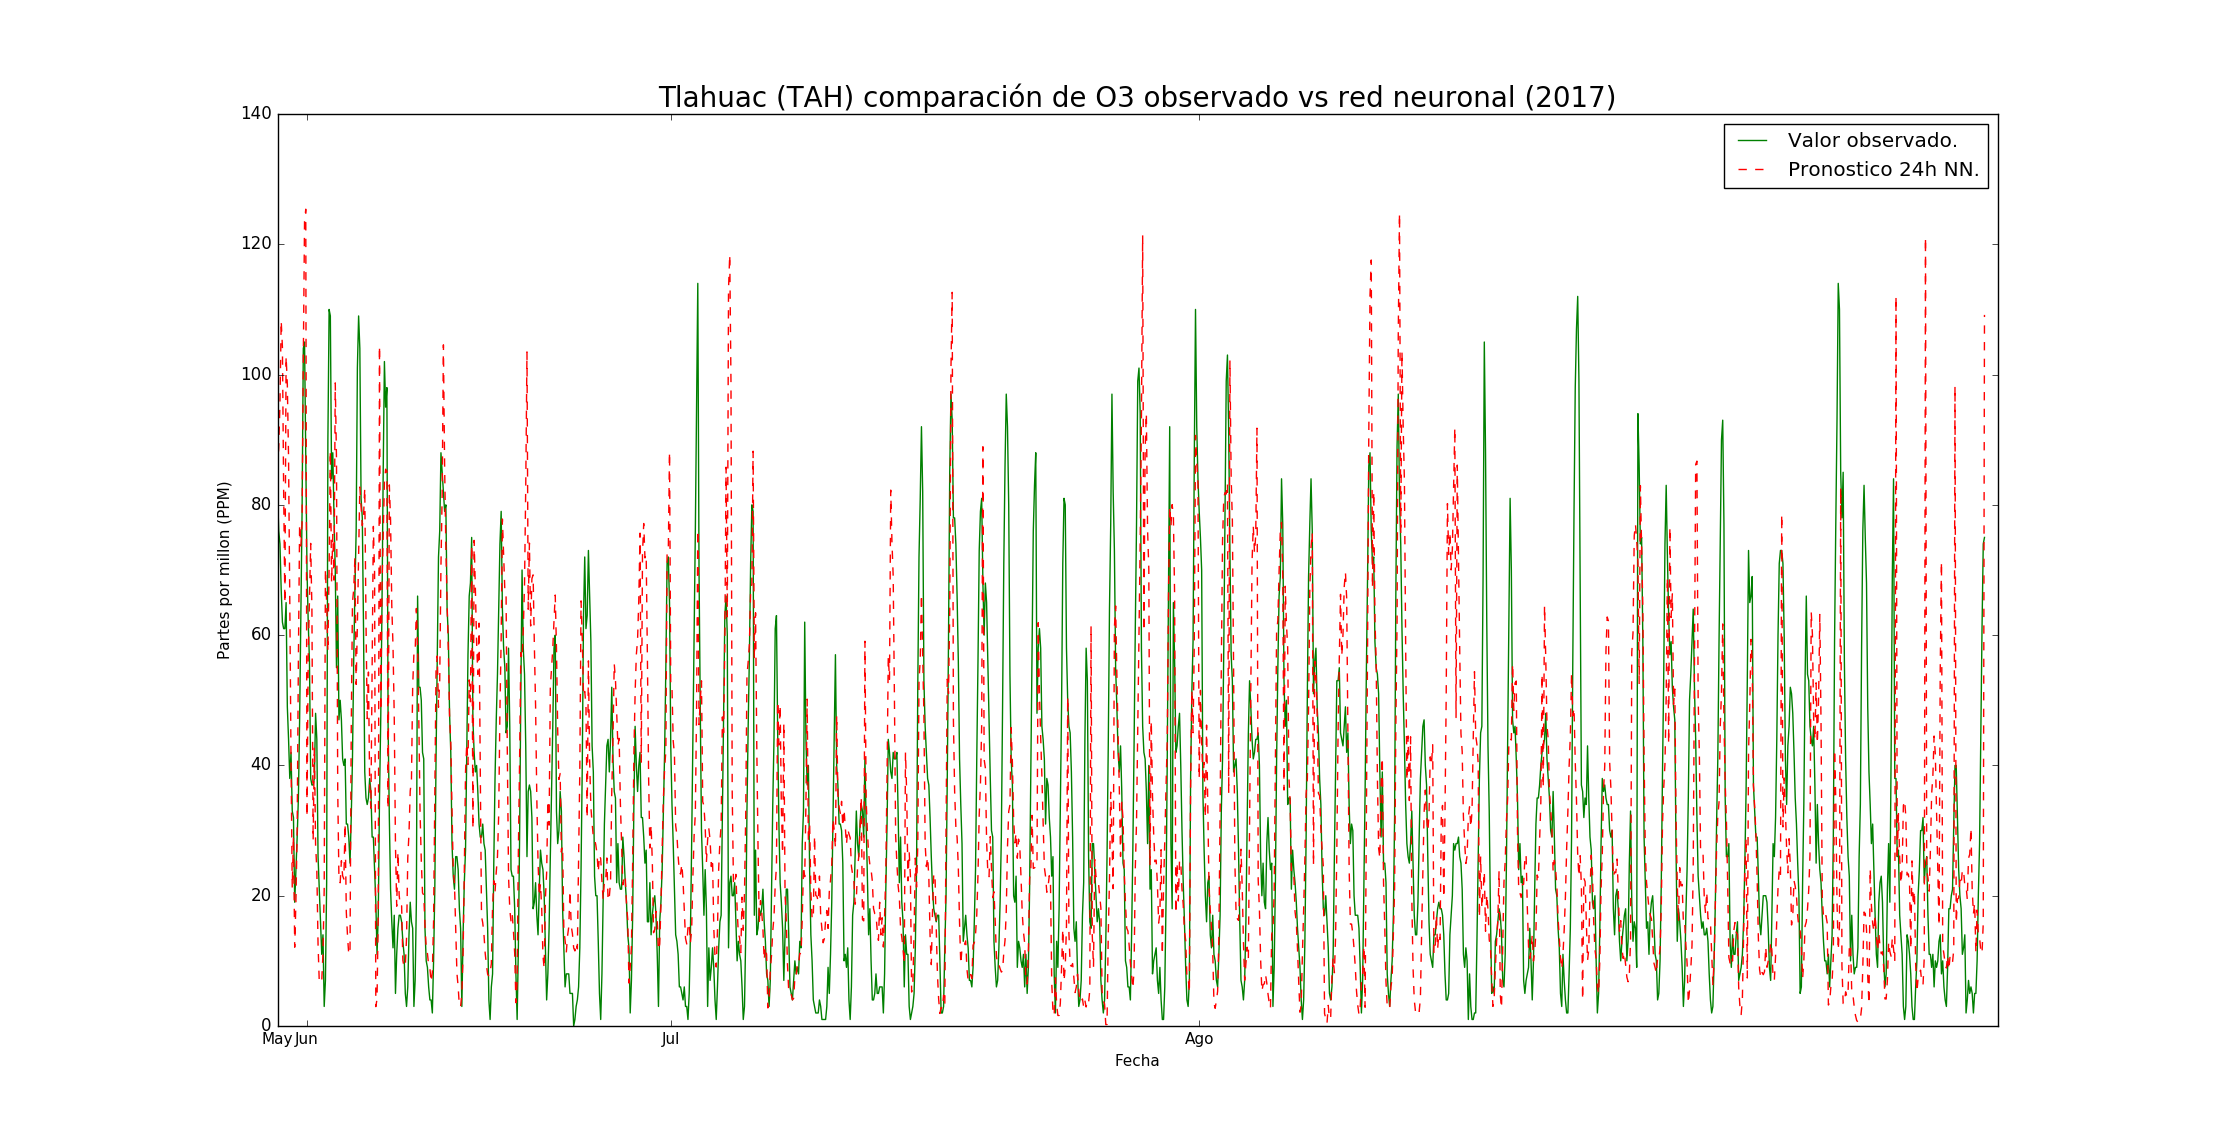 Tlahuac (TAH) comparación de O3 observado vs red neuronal (2017)
Valor observado.
Pronostico 24h NN.
Partes por millon (PPM)
140
120
100
80
60
40
20
0
May Jun Jul Ago
Fecha